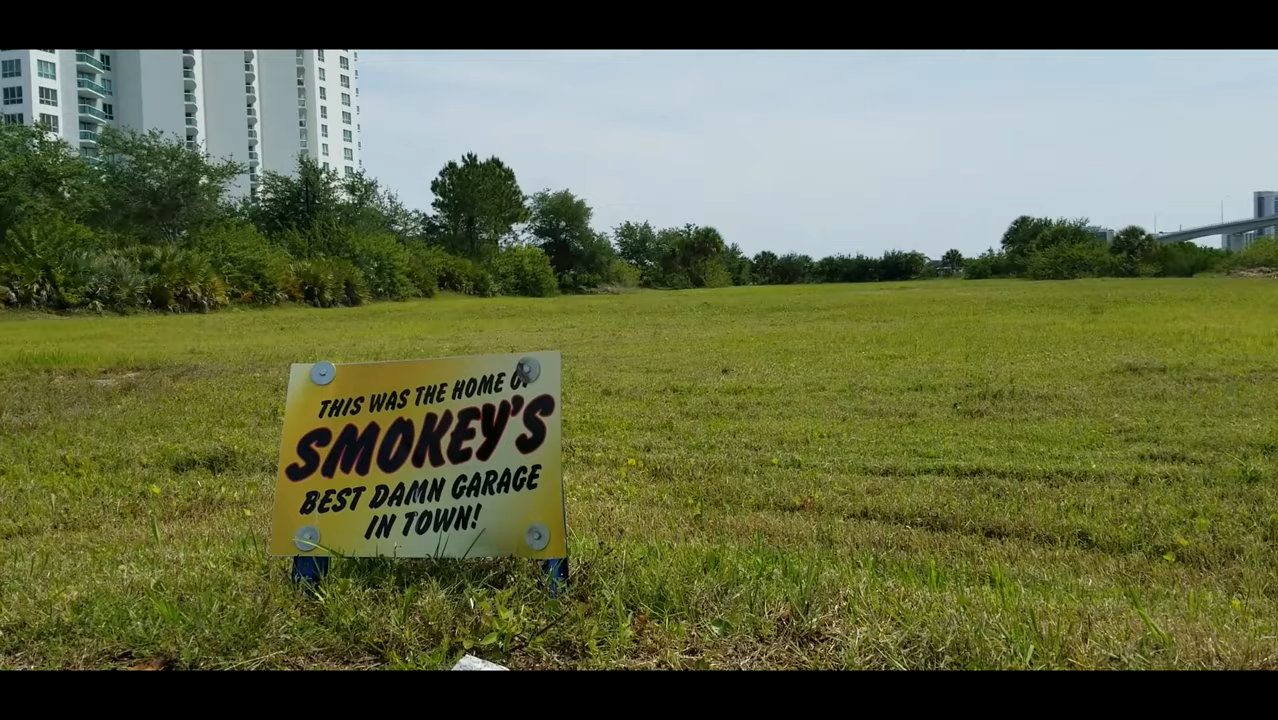 THIS WAS THE HOME OF
SMOKEY'S
BEST DAMN GARAGE
IN TOWN!